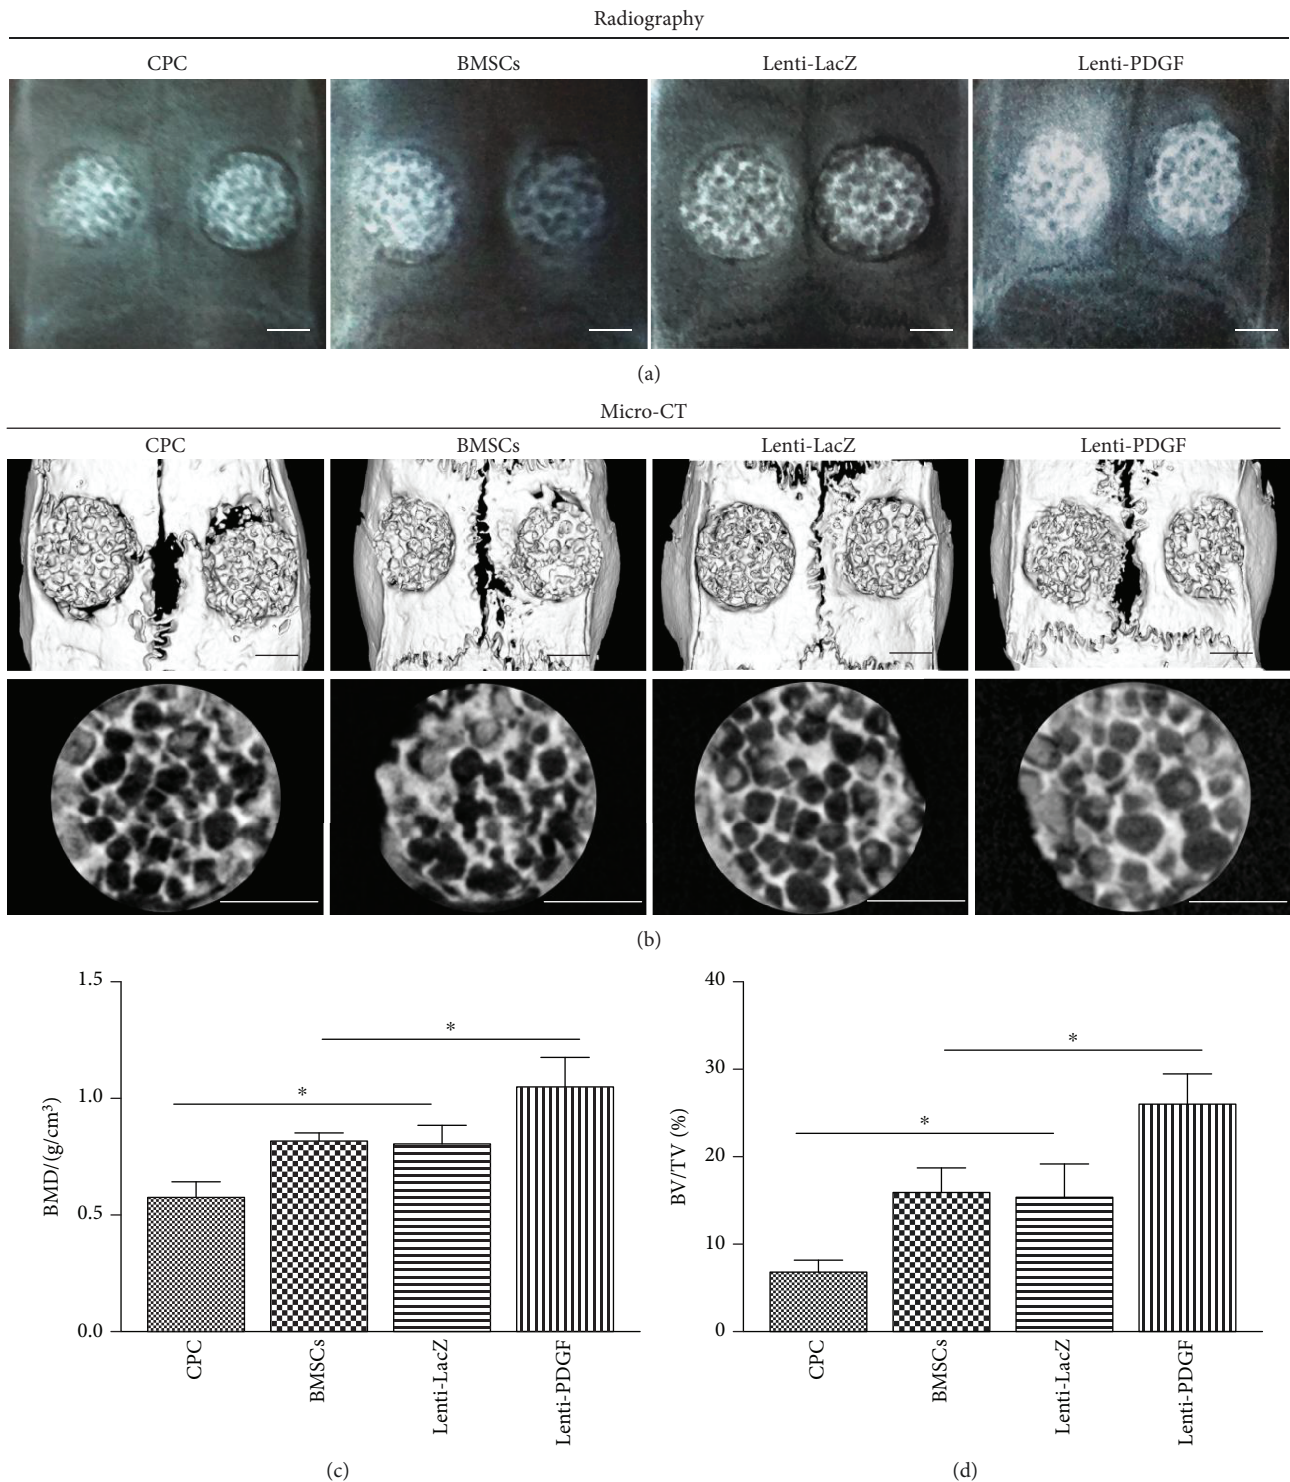 Radiography
CPC BMSCs Lenti-LacZ Lenti-PDGF
(a)
Micro-CT
CPC BMSCs Lenti-LacZ Lenti-PDGF
(b)
1.5
1.0
0.5
0.0
BMD/(g/cm³)
*
*
CPC
BMSCs
Lenti-LacZ
Lenti-PDGF
(c)
40
30
20
10
0
BV/TV (%)
*
*
CPC
BMSCs
Lenti-LacZ
Lenti-PDGF
(d)